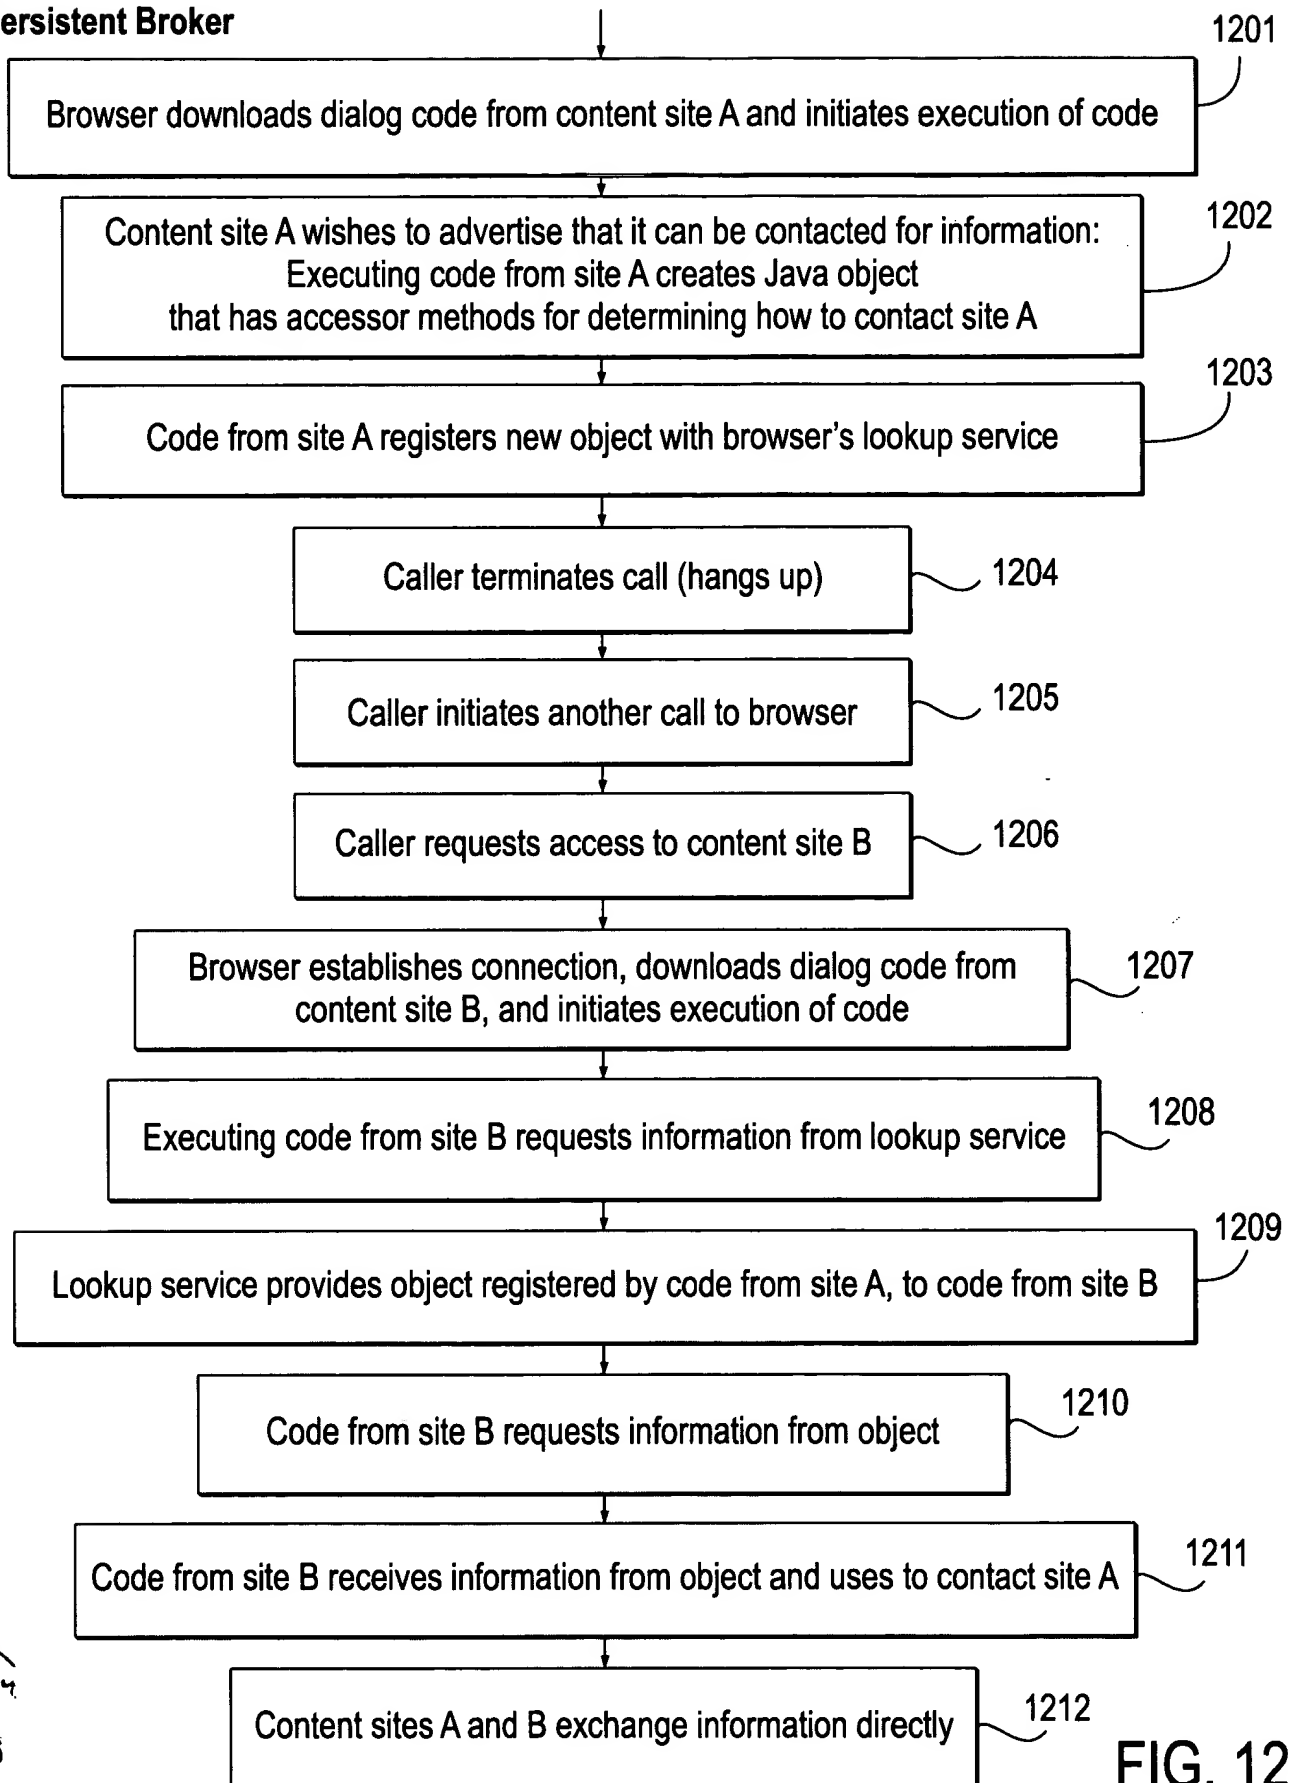 ersistent Broker
1201
Browser downloads dialog code from content site A and initiates execution of code
1202
Content site A wishes to advertise that it can be contacted for information:
Executing code from site A creates Java object
that has accessor methods for determining how to contact site A
1203
Code from site A registers new object with browser's lookup service
Caller terminates call (hangs up)
1204
Caller initiates another call to browser
1205
Caller requests access to content site B
1206
Browser establishes connection, downloads dialog code from
content site B, and initiates execution of code
1207
Executing code from site B requests information from lookup service
1208
1209
Lookup service provides object registered by code from site A, to code from site B
1210
Code from site B requests information from object
1211
Code from site B receives information from object and uses to contact site A
Content sites A and B exchange information directly
1212
FIG. 12